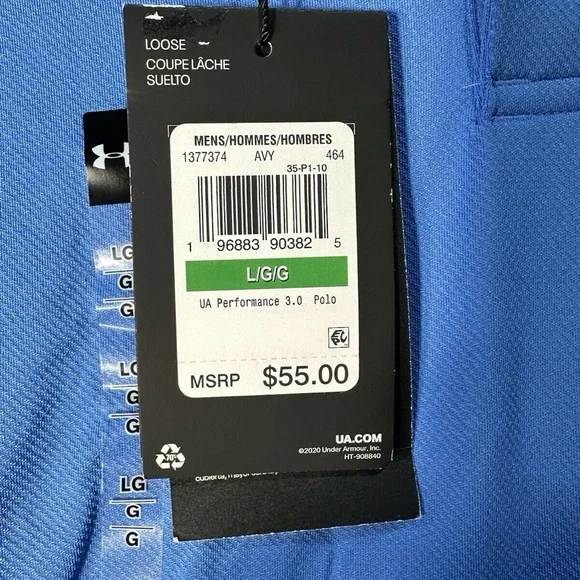 LOOSE
COUPE LÂCHE
SUELTO
MENS/HOMMES/HOMBRES
1377374 AVY 464
35-P1-10
1 96883 90382 5
L/G/G
UA Performance 3.0 Polo
MSRP $55.00
UA.COM
©2020 Under Armour, Inc.
HT-908840
70%
LG
G
G
LG
G
G
LG
G
G